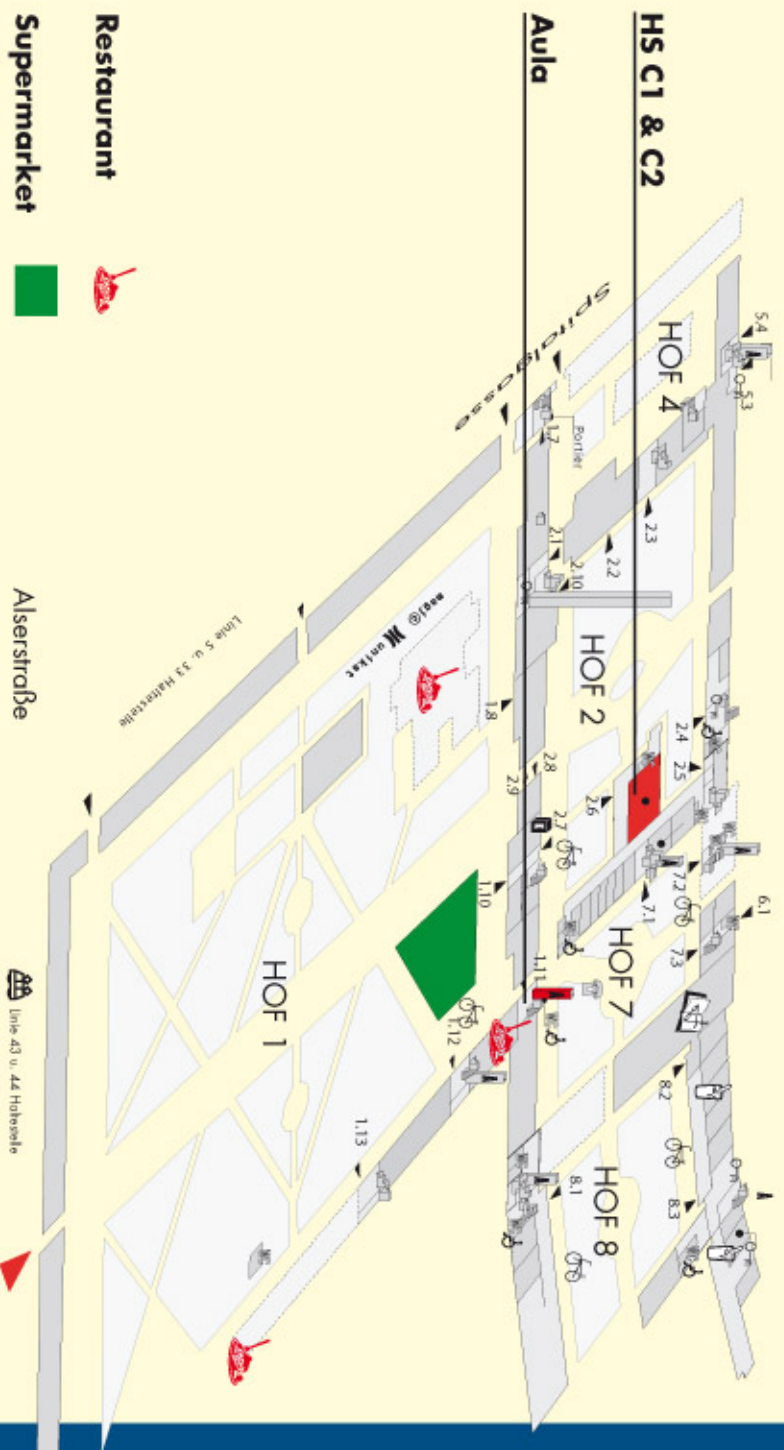 HS C1 & C2
Aula
Restaurant
Supermarket
Spitalgasse
HOF 4
5.4
5.3
Portier
1.7
2.3
2.2
2.1
2.10
HOF 2
magic unikat
Linie 5 u. 33 Haltestelle
1.8
2.4
2.5
2.6
2.8
2.9
2.7
1.10
7.2
7.1
6.1
7.3
HOF 7
1.11
1.12
1.13
HOF 1
8.2
8.1
8.3
HOF 8
Alserstraße
Linie 43 u. 44 Haltestelle